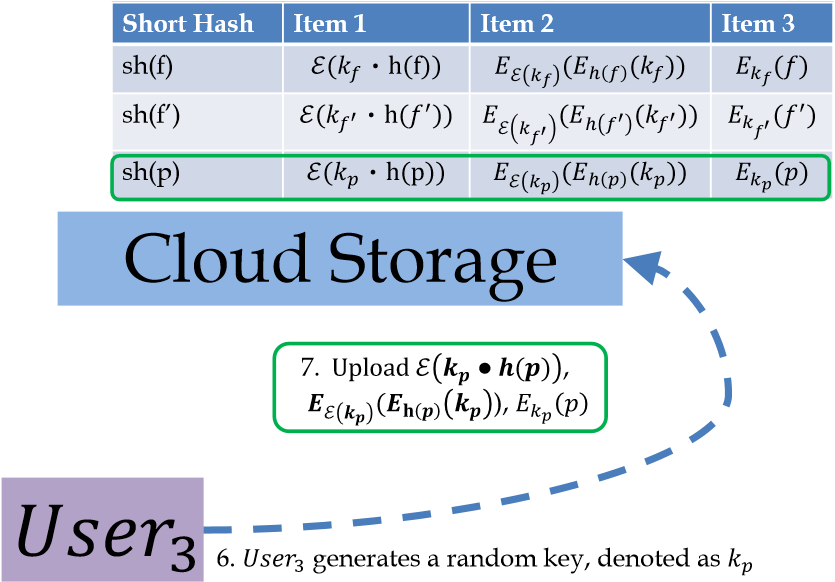 Short Hash Item 1 Item 2 Item 3
sh(f) ℰ(k_f · h(f)) E_ℰ(k_f)(E_h(f)(k_f)) E_k_f(f)
sh(f′) ℰ(k_f′ · h(f′)) E_ℰ(k_f′)(E_h(f′)(k_f′)) E_k_f′(f′)
sh(p) ℰ(k_p · h(p)) E_ℰ(k_p)(E_h(p)(k_p)) E_k_p(p)
Cloud Storage
7. Upload ℰ(k_p • h(p)),
E_ℰ(k_p)(E_h(p)(k_p)), E_k_p(p)
User₃
6. User₃ generates a random key, denoted as k_p